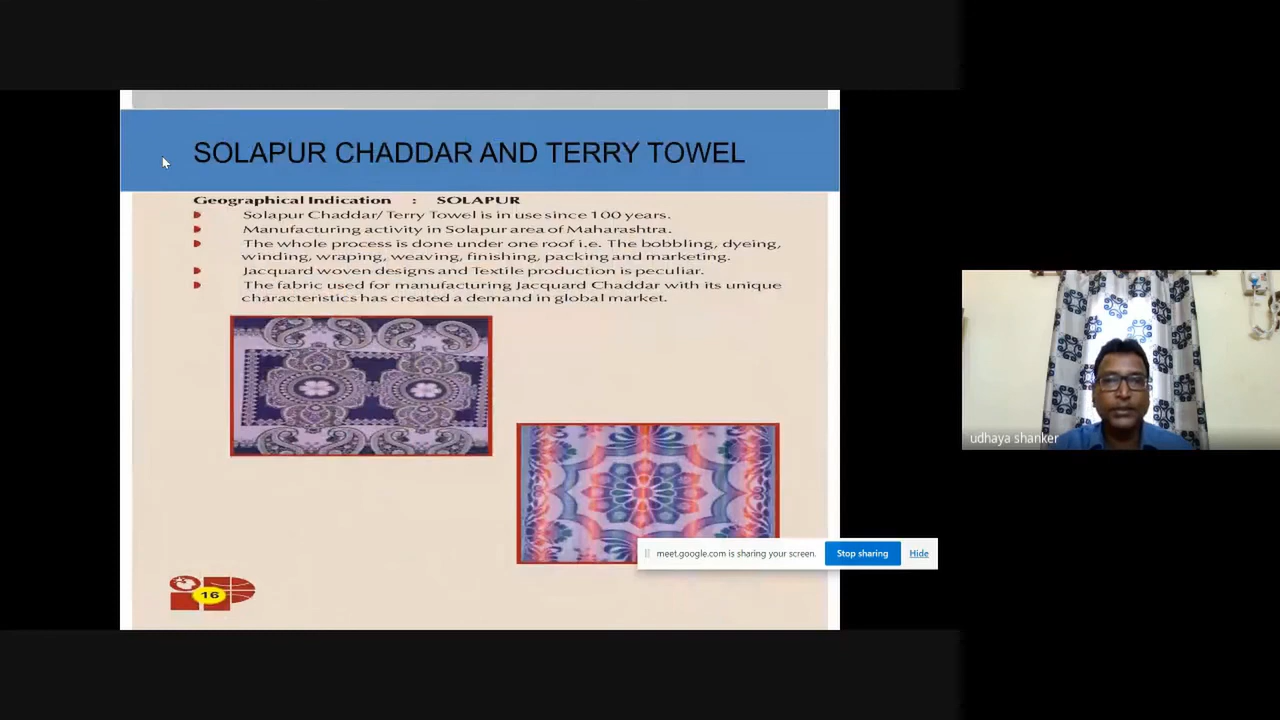 SOLAPUR CHADDAR AND TERRY TOWEL
Geographical Indication : SOLAPUR
Solapur Chaddar/ Terry Towel is in use since 100 years.
Manufacturing activity in Solapur area of Maharashtra.
The whole process is done under one roof i.e. The bobbling, dyeing,
winding, wraping, weaving, finishing, packing and marketing.
Jacquard woven designs and Textile production is peculiar.
The fabric used for manufacturing Jacquard Chaddar with its unique
characteristics has created a demand in global market.
udhaya shanker
meet.google.com is sharing your screen. Stop sharing Hide
16